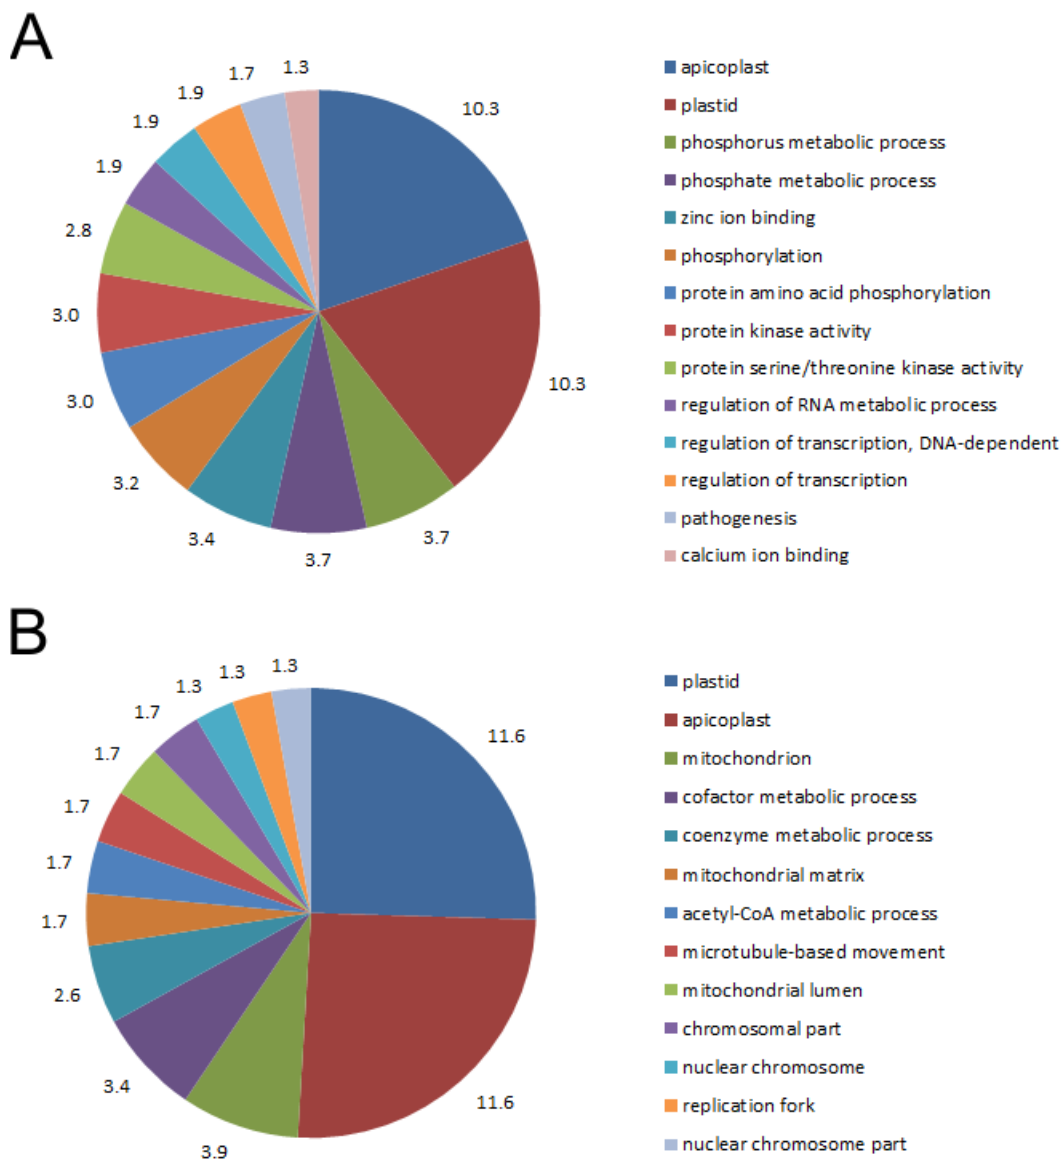 A
1.3
1.7
1.9
1.9
1.9
2.8
3.0
3.0
3.2
3.4
3.7
3.7
10.3
10.3
apicoplast
plastid
phosphorus metabolic process
phosphate metabolic process
zinc ion binding
phosphorylation
protein amino acid phosphorylation
protein kinase activity
protein serine/threonine kinase activity
regulation of RNA metabolic process
regulation of transcription, DNA-dependent
regulation of transcription
pathogenesis
calcium ion binding
B
1.3
1.3
1.3
1.7
1.7
1.7
1.7
1.7
2.6
3.4
3.9
11.6
11.6
plastid
apicoplast
mitochondrion
cofactor metabolic process
coenzyme metabolic process
mitochondrial matrix
acetyl-CoA metabolic process
microtubule-based movement
mitochondrial lumen
chromosomal part
nuclear chromosome
replication fork
nuclear chromosome part